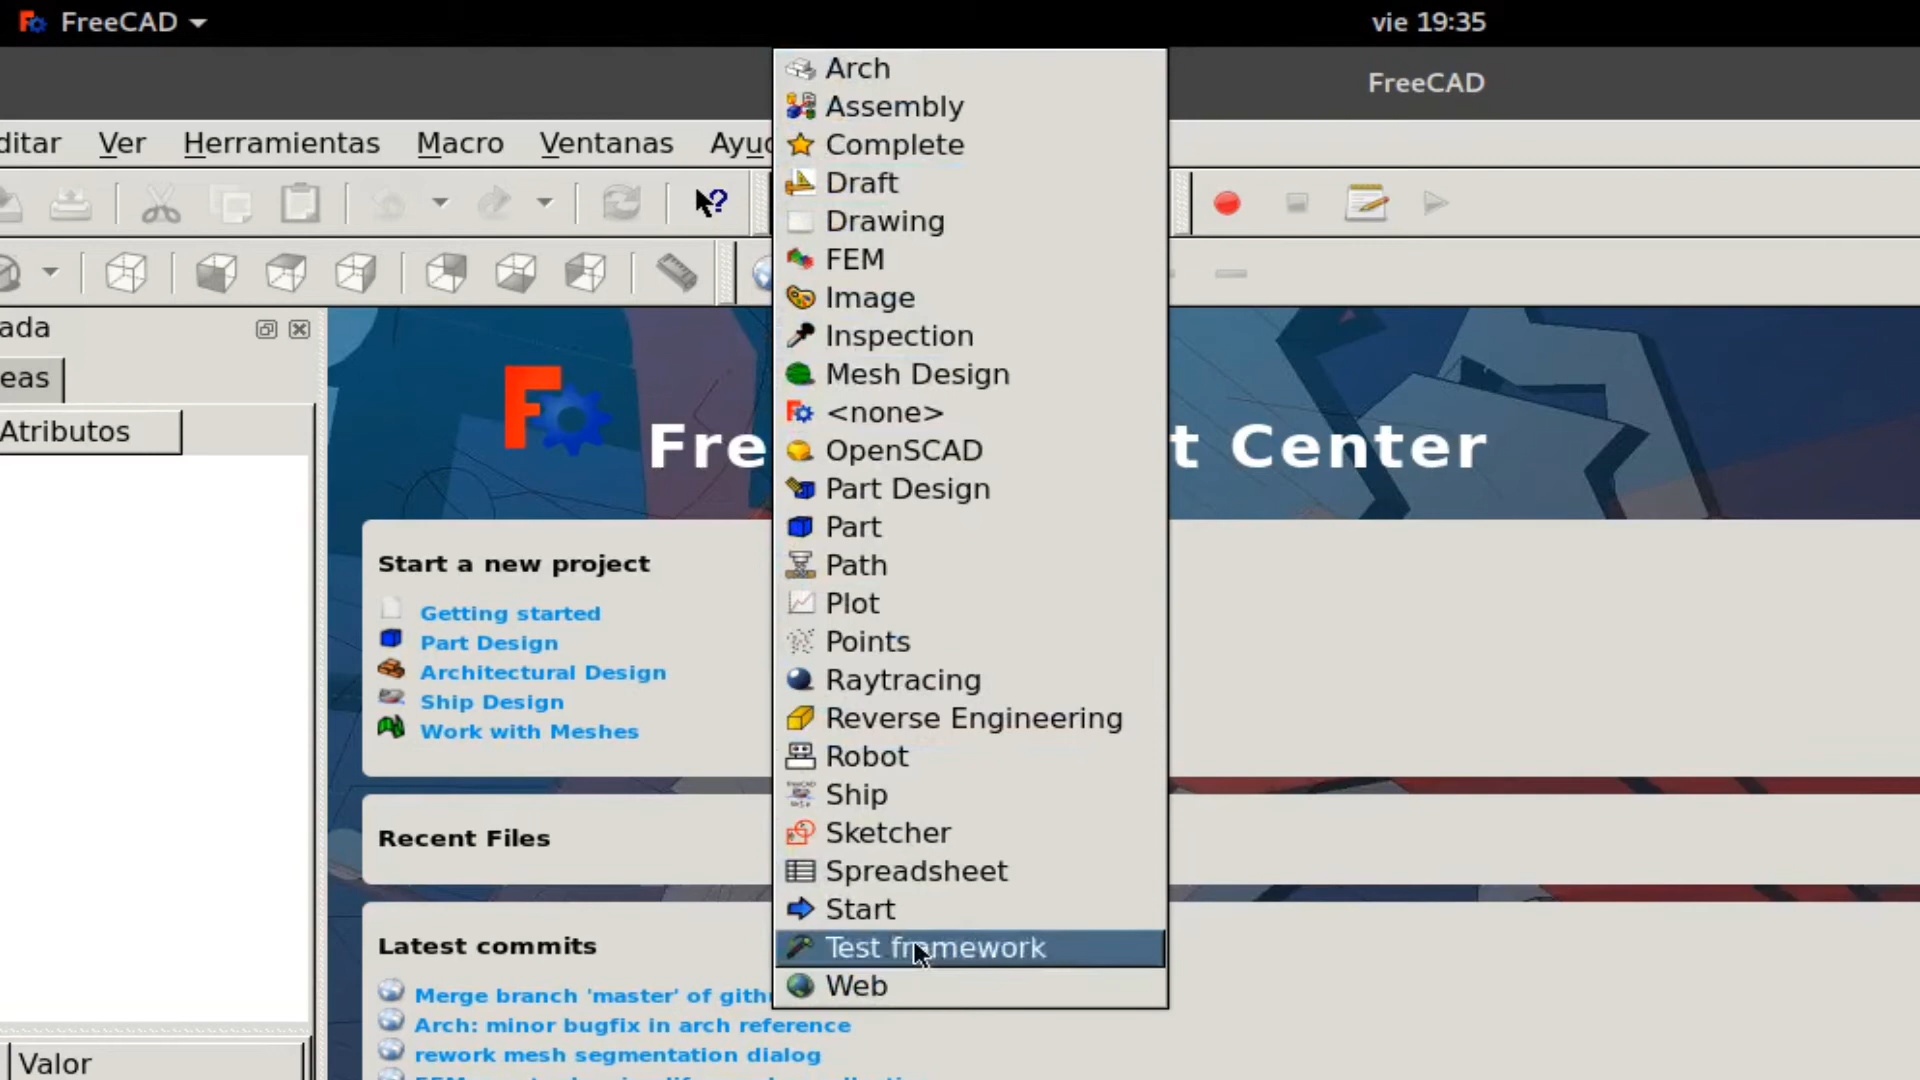 FreeCAD
vie 19:35
FreeCAD
ditar Ver Herramientas Macro Ventanas Ayud
Arch
Assembly
Complete
Draft
Drawing
FEM
Image
Inspection
Mesh Design
<none>
OpenSCAD
Part Design
Part
Path
Plot
Points
Raytracing
Reverse Engineering
Robot
Ship
Sketcher
Spreadsheet
Start
Test framework
Web
ada
eas
Atributos
Valor
Fre
t Center
Start a new project
Getting started
Part Design
Architectural Design
Ship Design
Work with Meshes
Recent Files
Latest commits
Merge branch 'master' of gith
Arch: minor bugfix in arch reference
rework mesh segmentation dialog